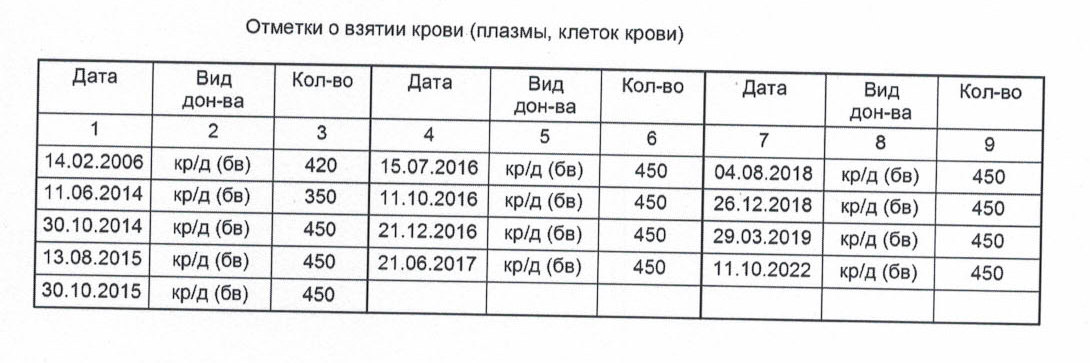 Отметки о взятии крови (плазмы, клеток крови)
Дата Вид дон-ва Кол-во Дата Вид дон-ва Кол-во Дата Вид дон-ва Кол-во
1 2 3 4 5 6 7 8 9
14.02.2006 кр/д (бв) 420 15.07.2016 кр/д (бв) 450 04.08.2018 кр/д (бв) 450
11.06.2014 кр/д (бв) 350 11.10.2016 кр/д (бв) 450 26.12.2018 кр/д (бв) 450
30.10.2014 кр/д (бв) 450 21.12.2016 кр/д (бв) 450 29.03.2019 кр/д (бв) 450
13.08.2015 кр/д (бв) 450 21.06.2017 кр/д (бв) 450 11.10.2022 кр/д (бв) 450
30.10.2015 кр/д (бв) 450